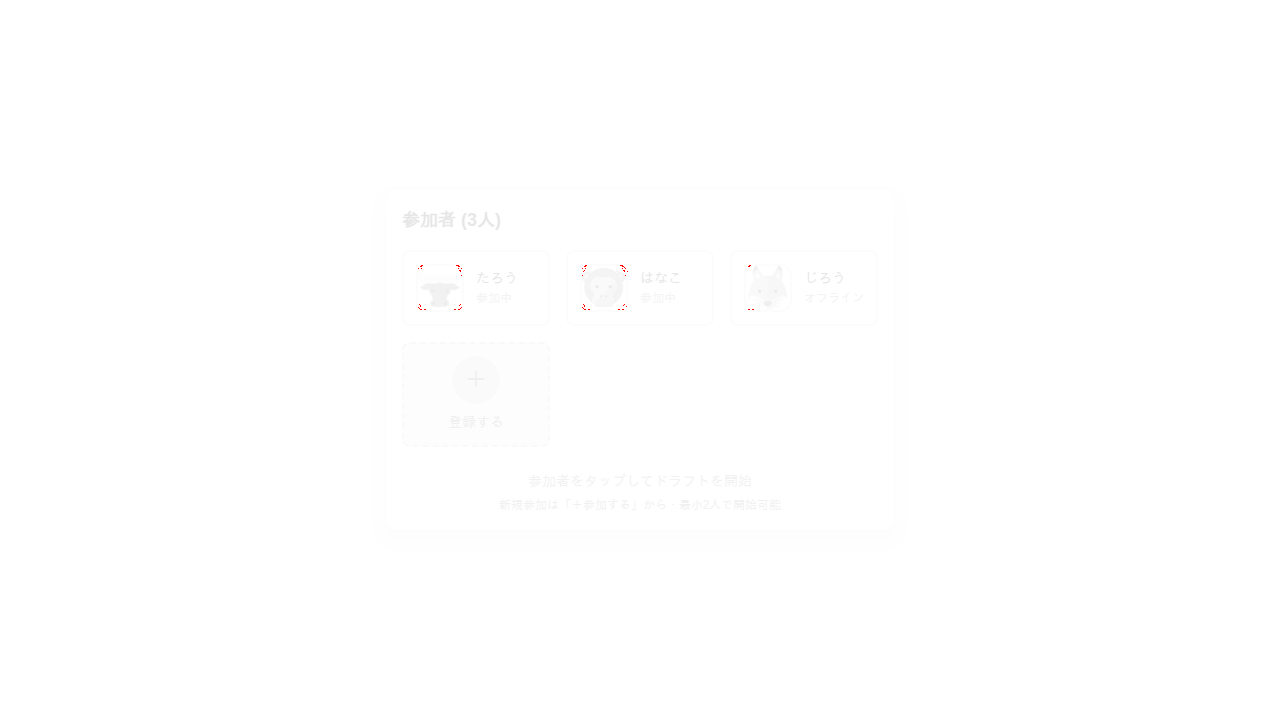 参加者 (3人)
たろう
参加中
はなこ
参加中
じろう
オフライン
+
登録する
参加者をタップしてドラフトを開始
新規参加は「+参加する」から・最小2人で開始可能